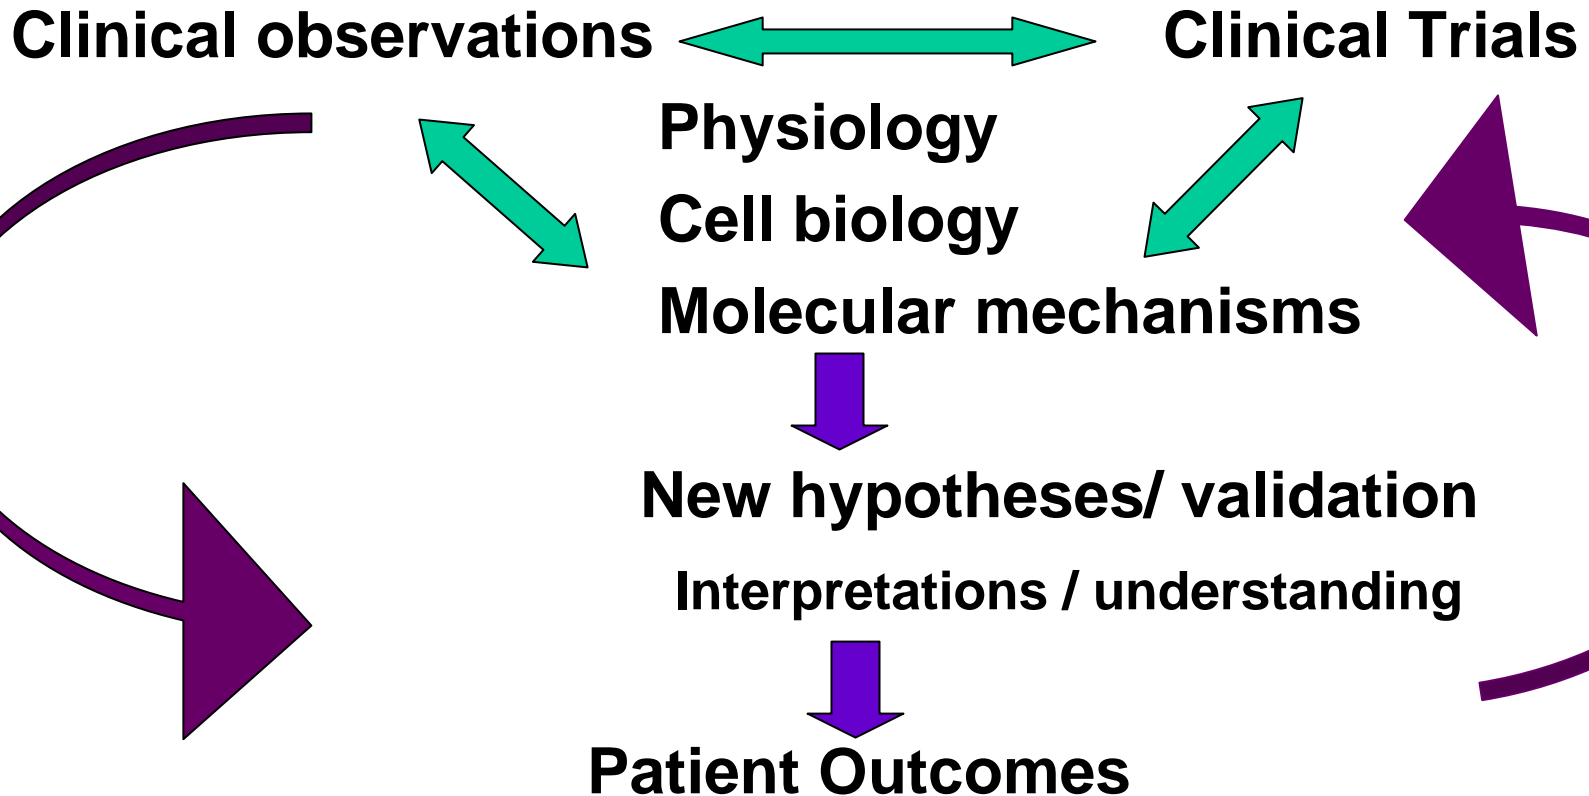 Clinical observations
Clinical Trials
Physiology
Cell biology
Molecular mechanisms
New hypotheses/ validation
Interpretations / understanding
Patient Outcomes